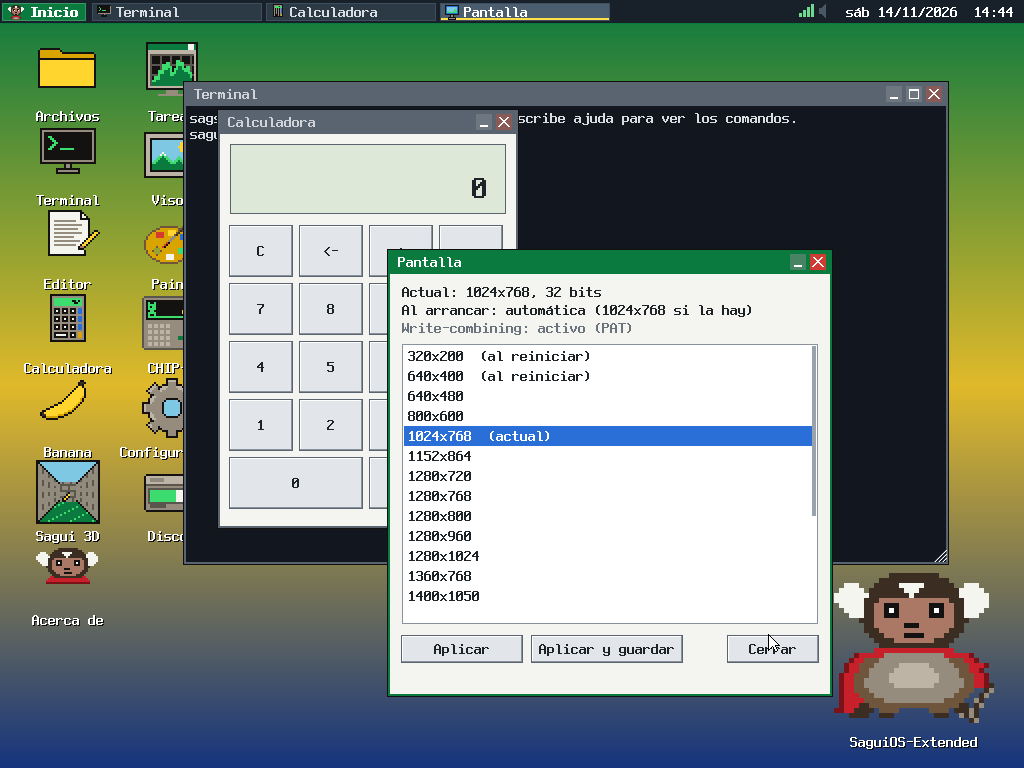 Inicio
Terminal
Calculadora
Pantalla
sáb 14/11/2026 14:44
Archivos
Terminal
Editor
Calculadora
CHIP-
Banana
Configur
Sagui 3D
Acerca de
Terminal
scribe ajuda para ver los comandos.
Calculadora
0
C
<-
7
8
4
5
1
2
0
Pantalla
Actual: 1024x768, 32 bits
Al arrancar: automática (1024x768 si la hay)
Write-combining: activo (PAT)
320x200 (al reiniciar)
640x400 (al reiniciar)
640x480
800x600
1024x768 (actual)
1152x864
1280x720
1280x768
1280x800
1280x960
1280x1024
1360x768
1400x1050
Aplicar
Aplicar y guardar
Cerrar
SaguiOS-Extended